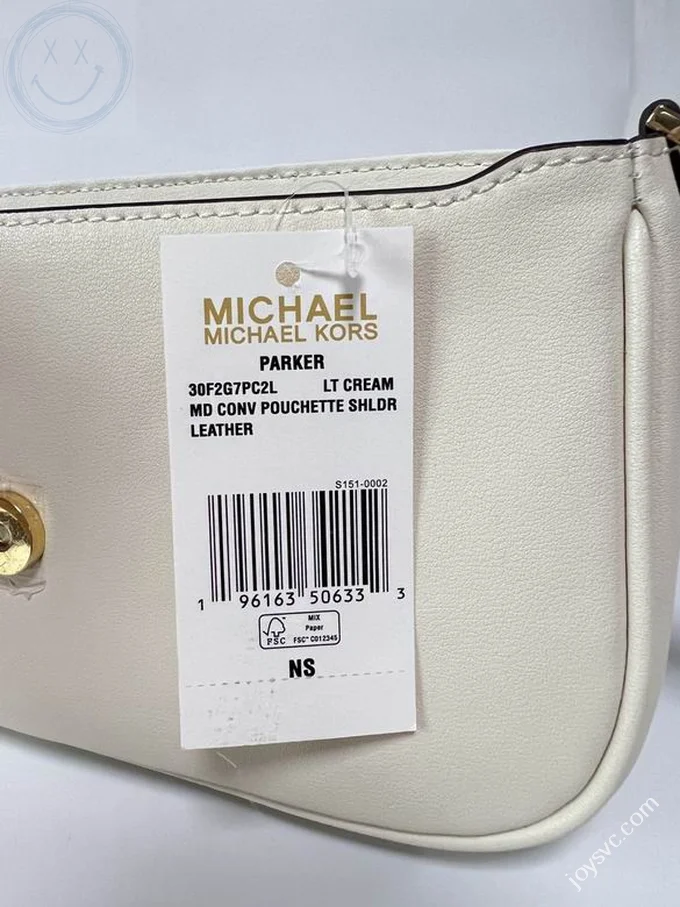 MICHAEL
MICHAEL KORS
PARKER
30F2G7PC2L LT CREAM
MD CONV POUCHETTE SHLDR
LEATHER
S151-0002
1 96163 50633 3
FSC
MIX
Paper
FSC® C012345
NS
joysvc.com